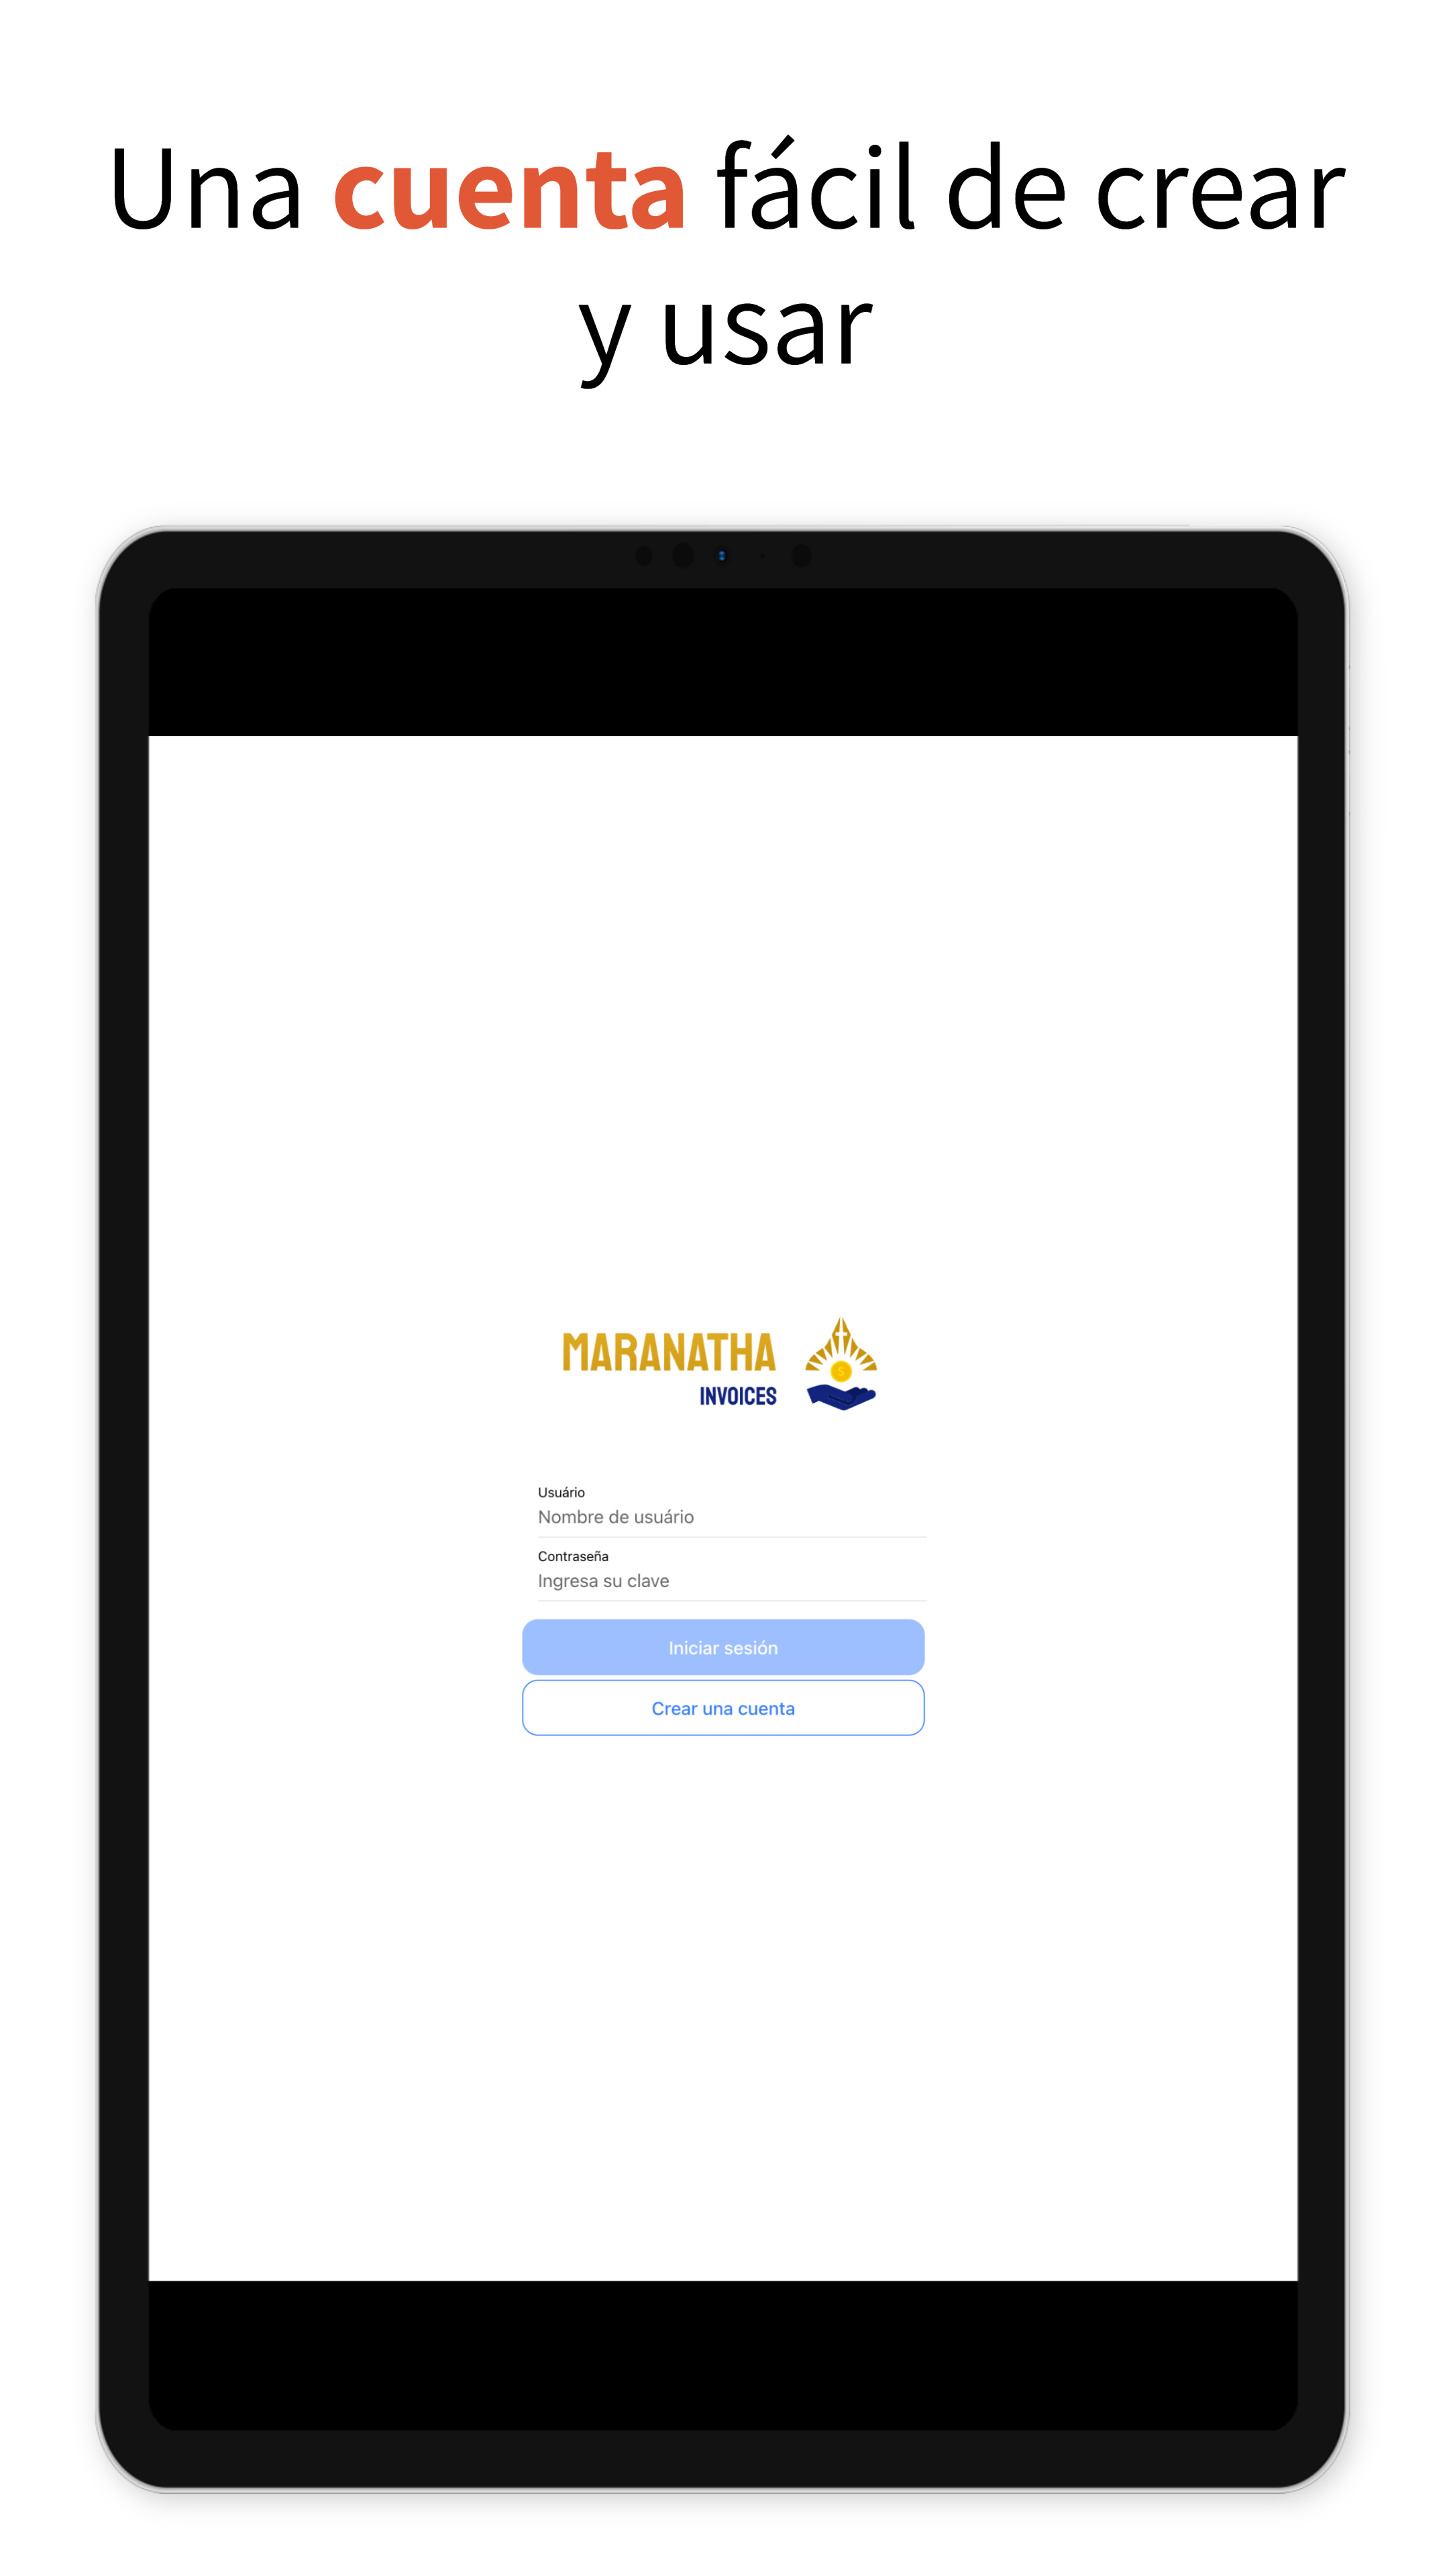 Una cuenta fácil de crear
y usar
MARANATHA
INVOICES
Usuário
Nombre de usuário
Contraseña
Ingresa su clave
Iniciar sesión
Crear una cuenta